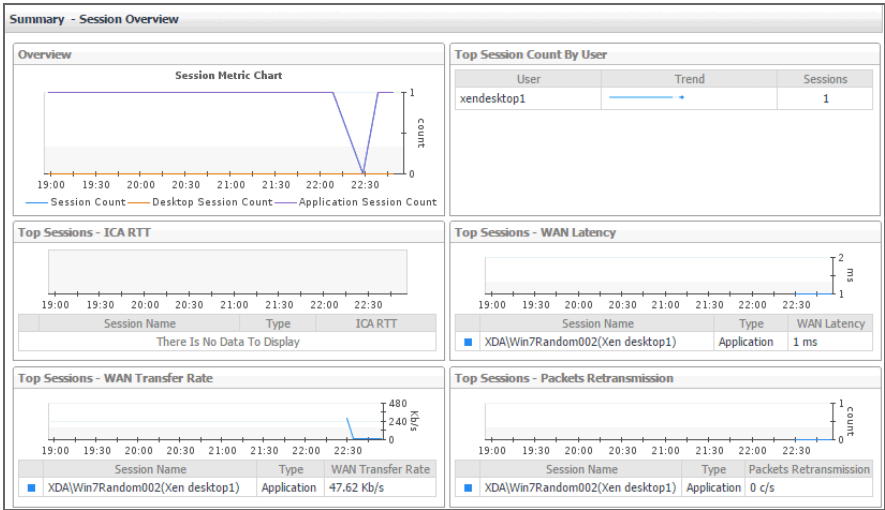 Summary - Session Overview
Overview
Session Metric Chart
1
count
0
19:00 19:30 20:00 20:30 21:00 21:30 22:00 22:30
Session Count Desktop Session Count Application Session Count
Top Session Count By User
User Trend Sessions
xendesktop1 1
Top Sessions - ICA RTT
19:00 19:30 20:00 20:30 21:00 21:30 22:00 22:30
Session Name Type ICA RTT
There Is No Data To Display
Top Sessions - WAN Latency
2
ms
1
19:00 19:30 20:00 20:30 21:00 21:30 22:00 22:30
Session Name Type WAN Latency
XDA\Win7Random002(Xen desktop1) Application 1 ms
Top Sessions - WAN Transfer Rate
480
240
Kb/s
0
19:00 19:30 20:00 20:30 21:00 21:30 22:00 22:30
Session Name Type WAN Transfer Rate
XDA\Win7Random002(Xen desktop1) Application 47.62 Kb/s
Top Sessions - Packets Retransmission
1
count
0
19:00 19:30 20:00 20:30 21:00 21:30 22:00 22:30
Session Name Type Packets Retransmission
XDA\Win7Random002(Xen desktop1) Application 0 c/s